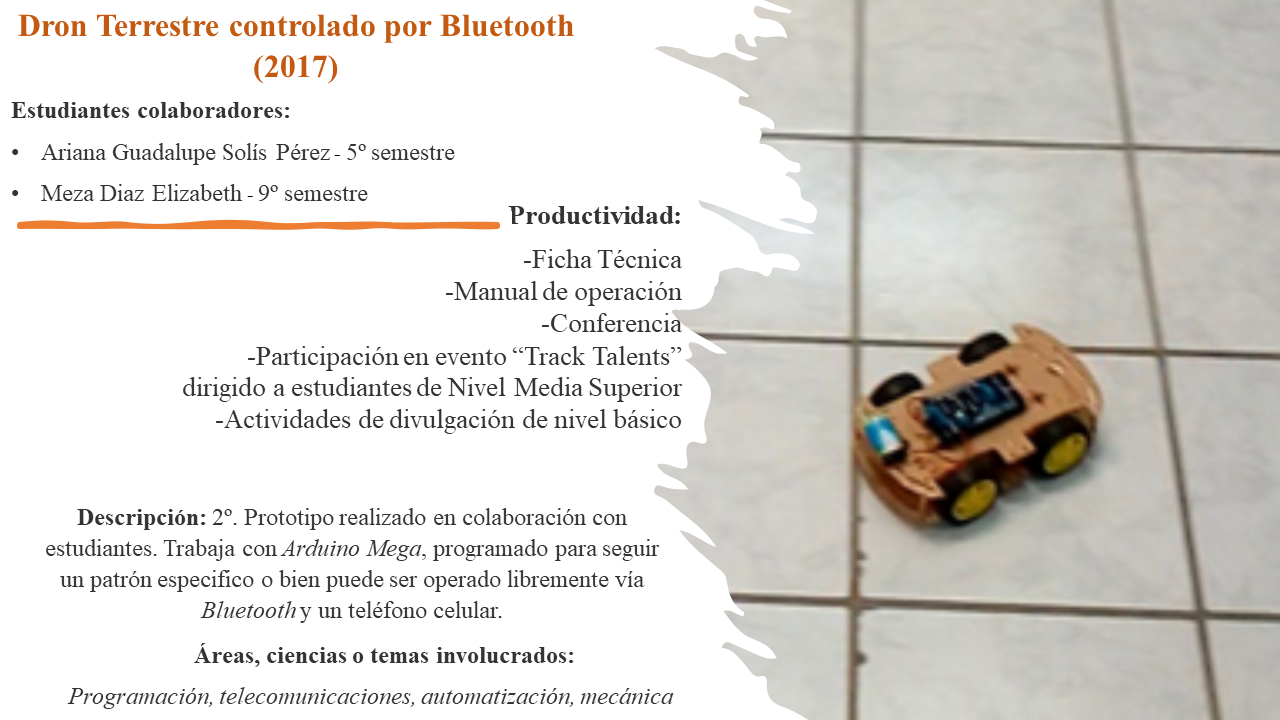 Dron Terrestre controlado por Bluetooth
(2017)
Estudiantes colaboradores:
• Ariana Guadalupe Solís Pérez - 5º semestre
• Meza Diaz Elizabeth - 9º semestre
Productividad:
-Ficha Técnica
-Manual de operación
-Conferencia
-Participación en evento “Track Talents”
dirigido a estudiantes de Nivel Media Superior
-Actividades de divulgación de nivel básico
Descripción: 2º. Prototipo realizado en colaboración con
estudiantes. Trabaja con Arduino Mega, programado para seguir
un patrón especifico o bien puede ser operado libremente vía
Bluetooth y un teléfono celular.
Áreas, ciencias o temas involucrados:
Programación, telecomunicaciones, automatización, mecánica